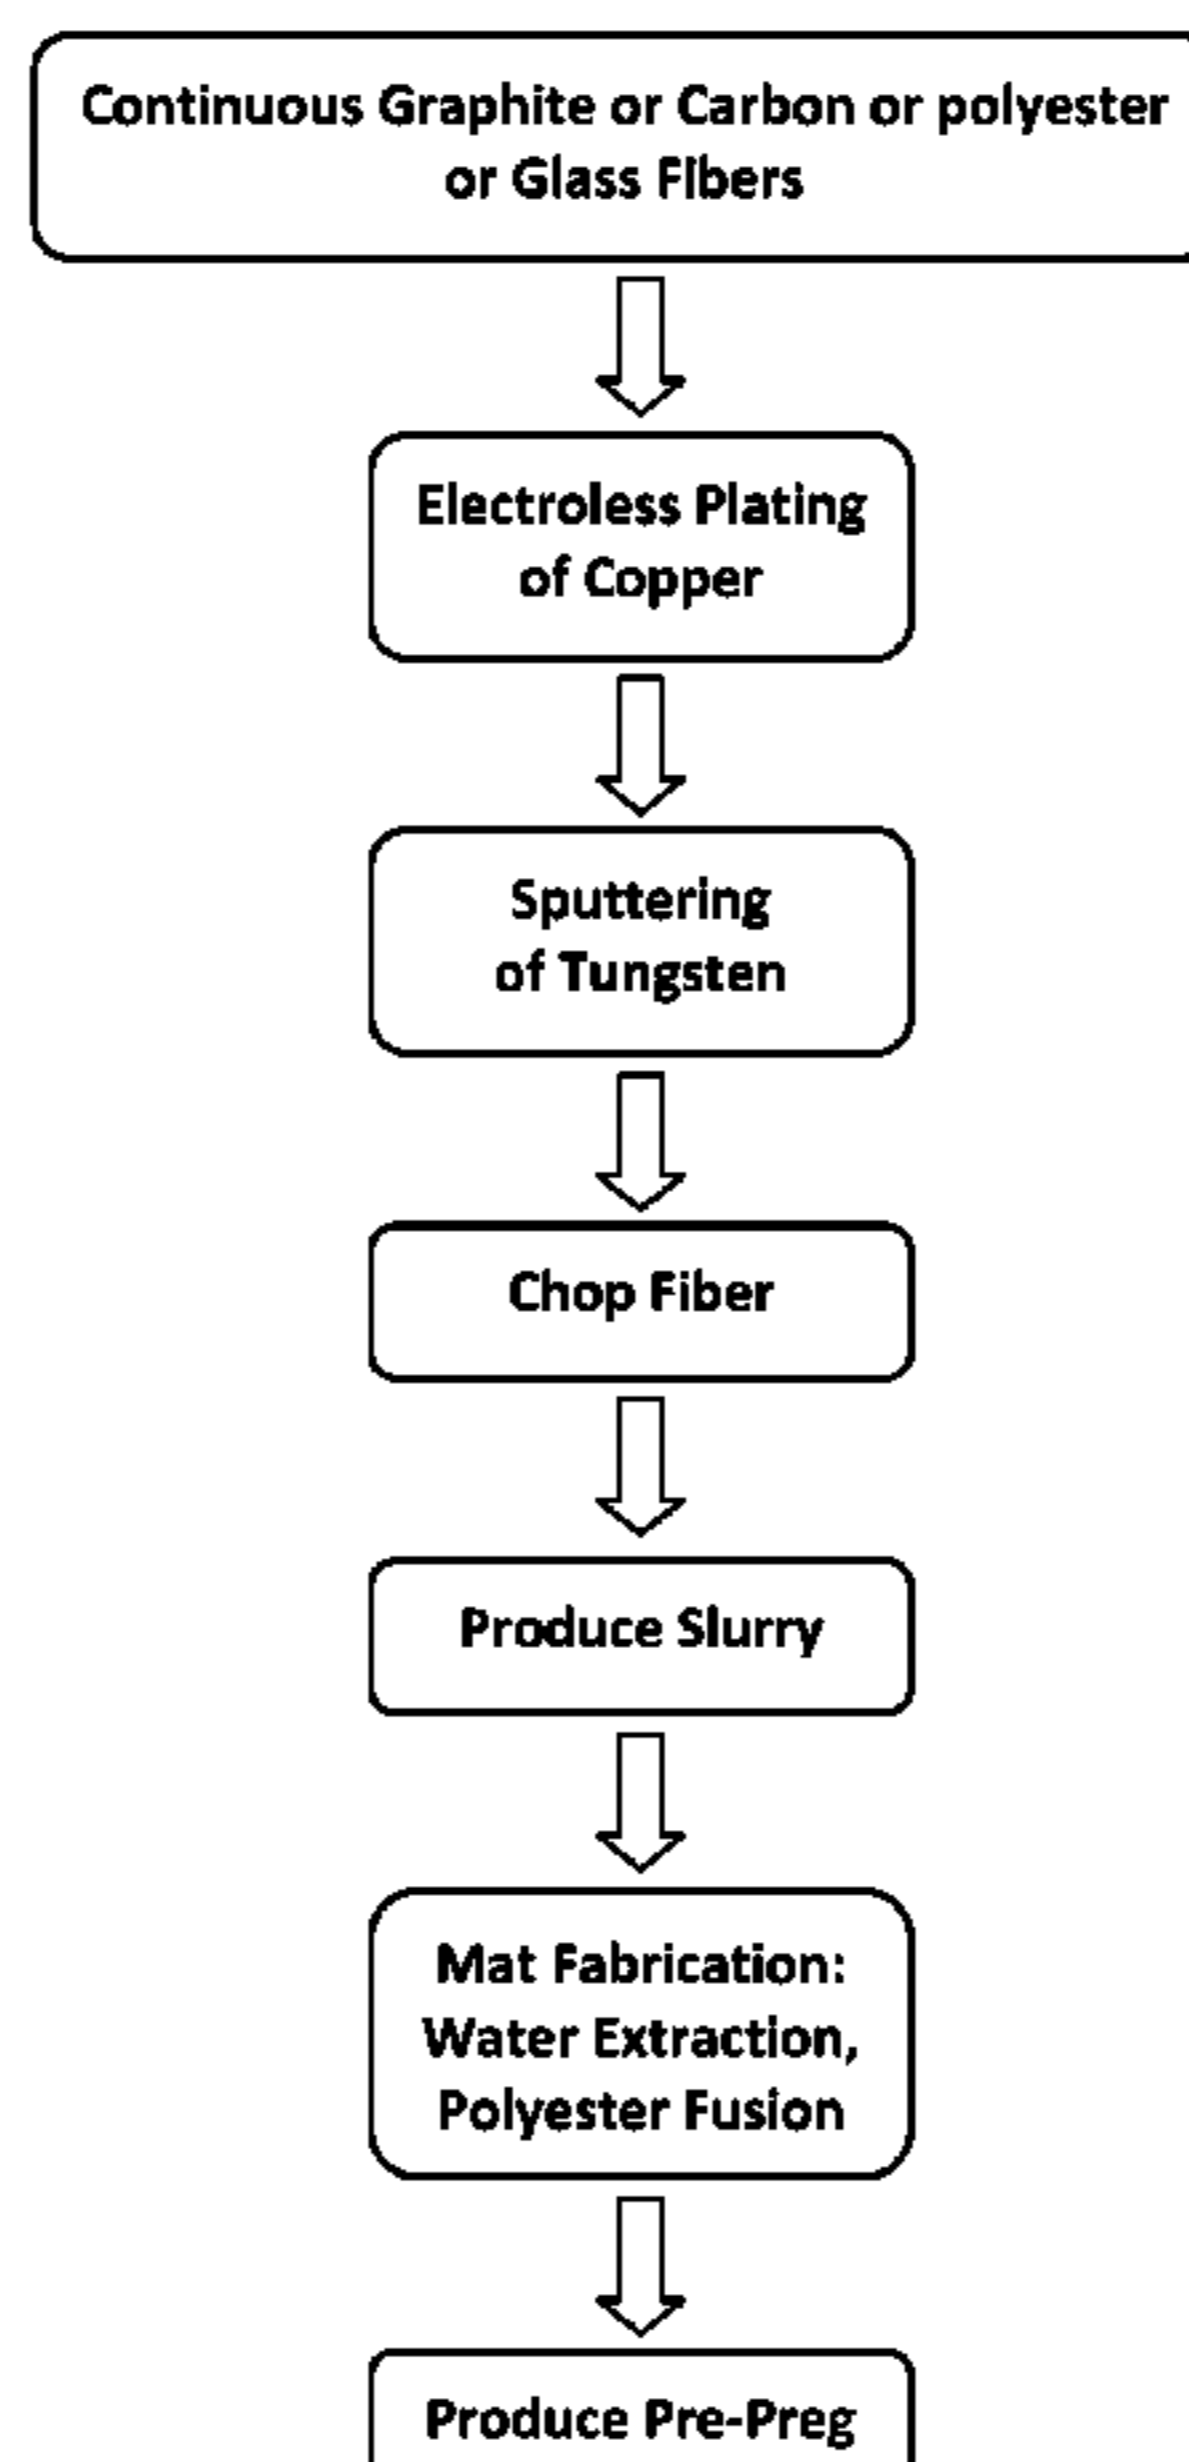 Continuous Graphite or Carbon or polyester
or Glass Fibers
Electroless Plating
of Copper
Sputtering
of Tungsten
Chop Fiber
Produce Slurry
Mat Fabrication:
Water Extraction,
Polyester Fusion
Produce Pre-Preg